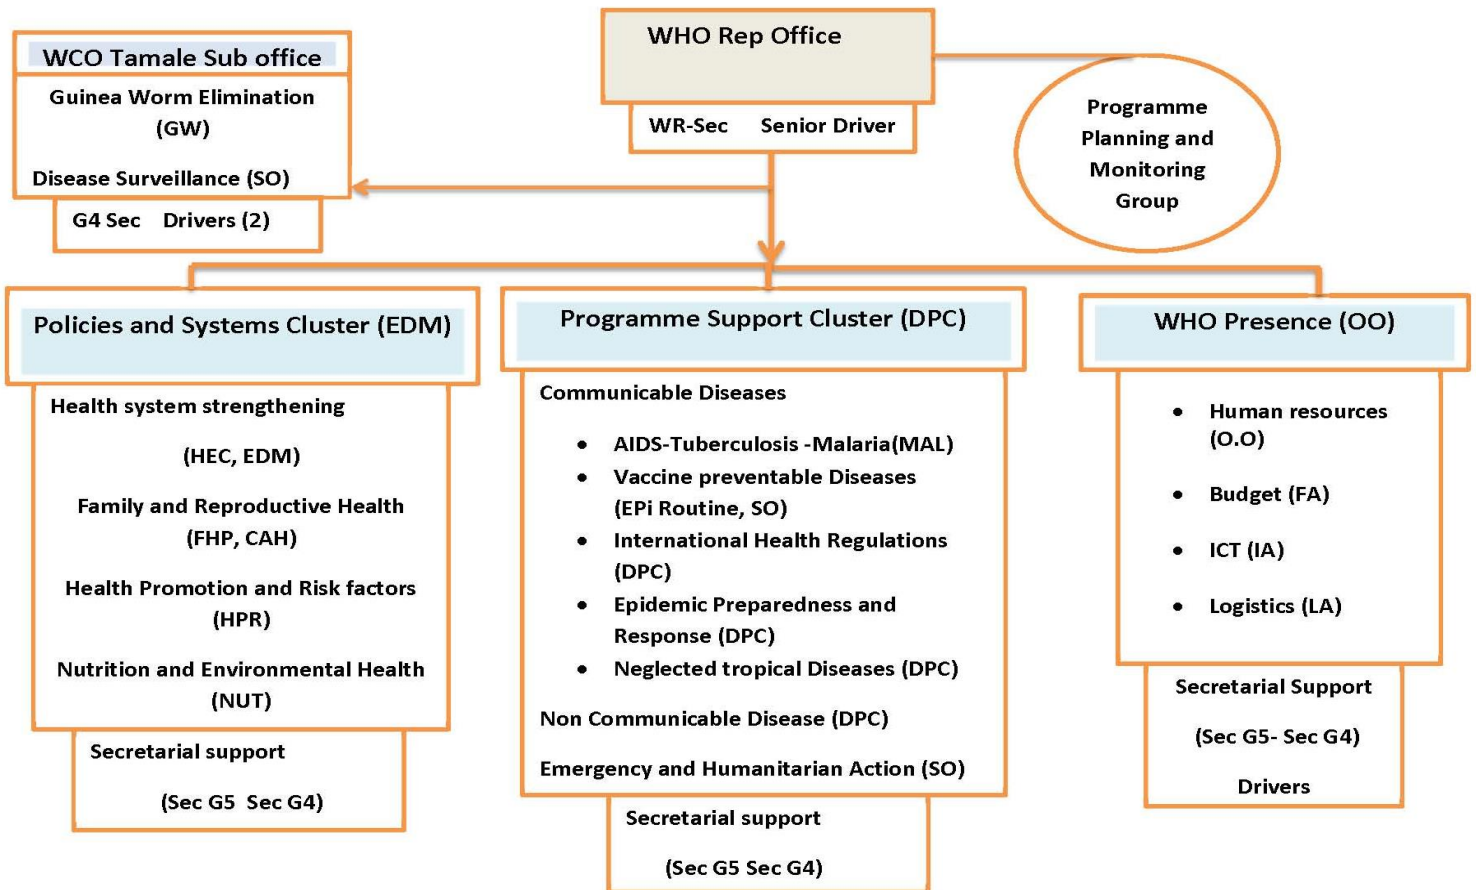 WCO Tamale Sub office
Guinea Worm Elimination
(GW)
Disease Surveillance (SO)
G4 Sec Drivers (2)
WHO Rep Office
WR-Sec Senior Driver
Programme
Planning and
Monitoring
Group
Policies and Systems Cluster (EDM)
Health system strengthening
(HEC, EDM)
Family and Reproductive Health
(FHP, CAH)
Health Promotion and Risk factors
(HPR)
Nutrition and Environmental Health
(NUT)
Secretarial support
(Sec G5 Sec G4)
Programme Support Cluster (DPC)
Communicable Diseases
• AIDS-Tuberculosis -Malaria(MAL)
• Vaccine preventable Diseases
(EPi Routine, SO)
• International Health Regulations
(DPC)
• Epidemic Preparedness and
Response (DPC)
• Neglected tropical Diseases (DPC)
Non Communicable Disease (DPC)
Emergency and Humanitarian Action (SO)
Secretarial support
(Sec G5 Sec G4)
WHO Presence (OO)
• Human resources
(O.O)
• Budget (FA)
• ICT (IA)
• Logistics (LA)
Secretarial Support
(Sec G5- Sec G4)
Drivers